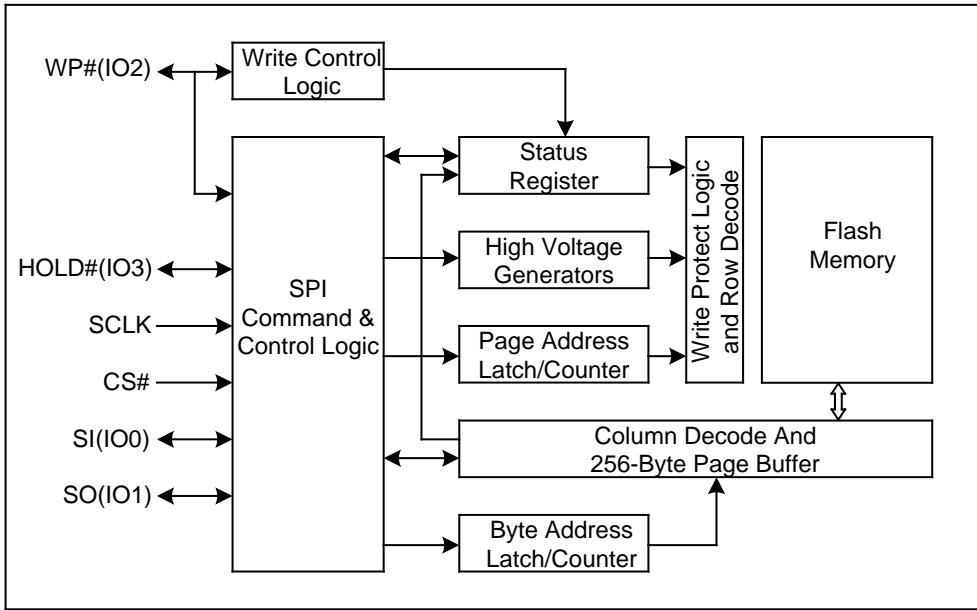 WP#(IO2)
Write Control
Logic
Status
Register
Flash
Memory
High Voltage
Generators
Write Protect Logic
and Row Decode
HOLD#(IO3)
SPI
Command &
Control Logic
SCLK
Page Address
Latch/Counter
CS#
SI(IO0)
Column Decode And
256-Byte Page Buffer
SO(IO1)
Byte Address
Latch/Counter